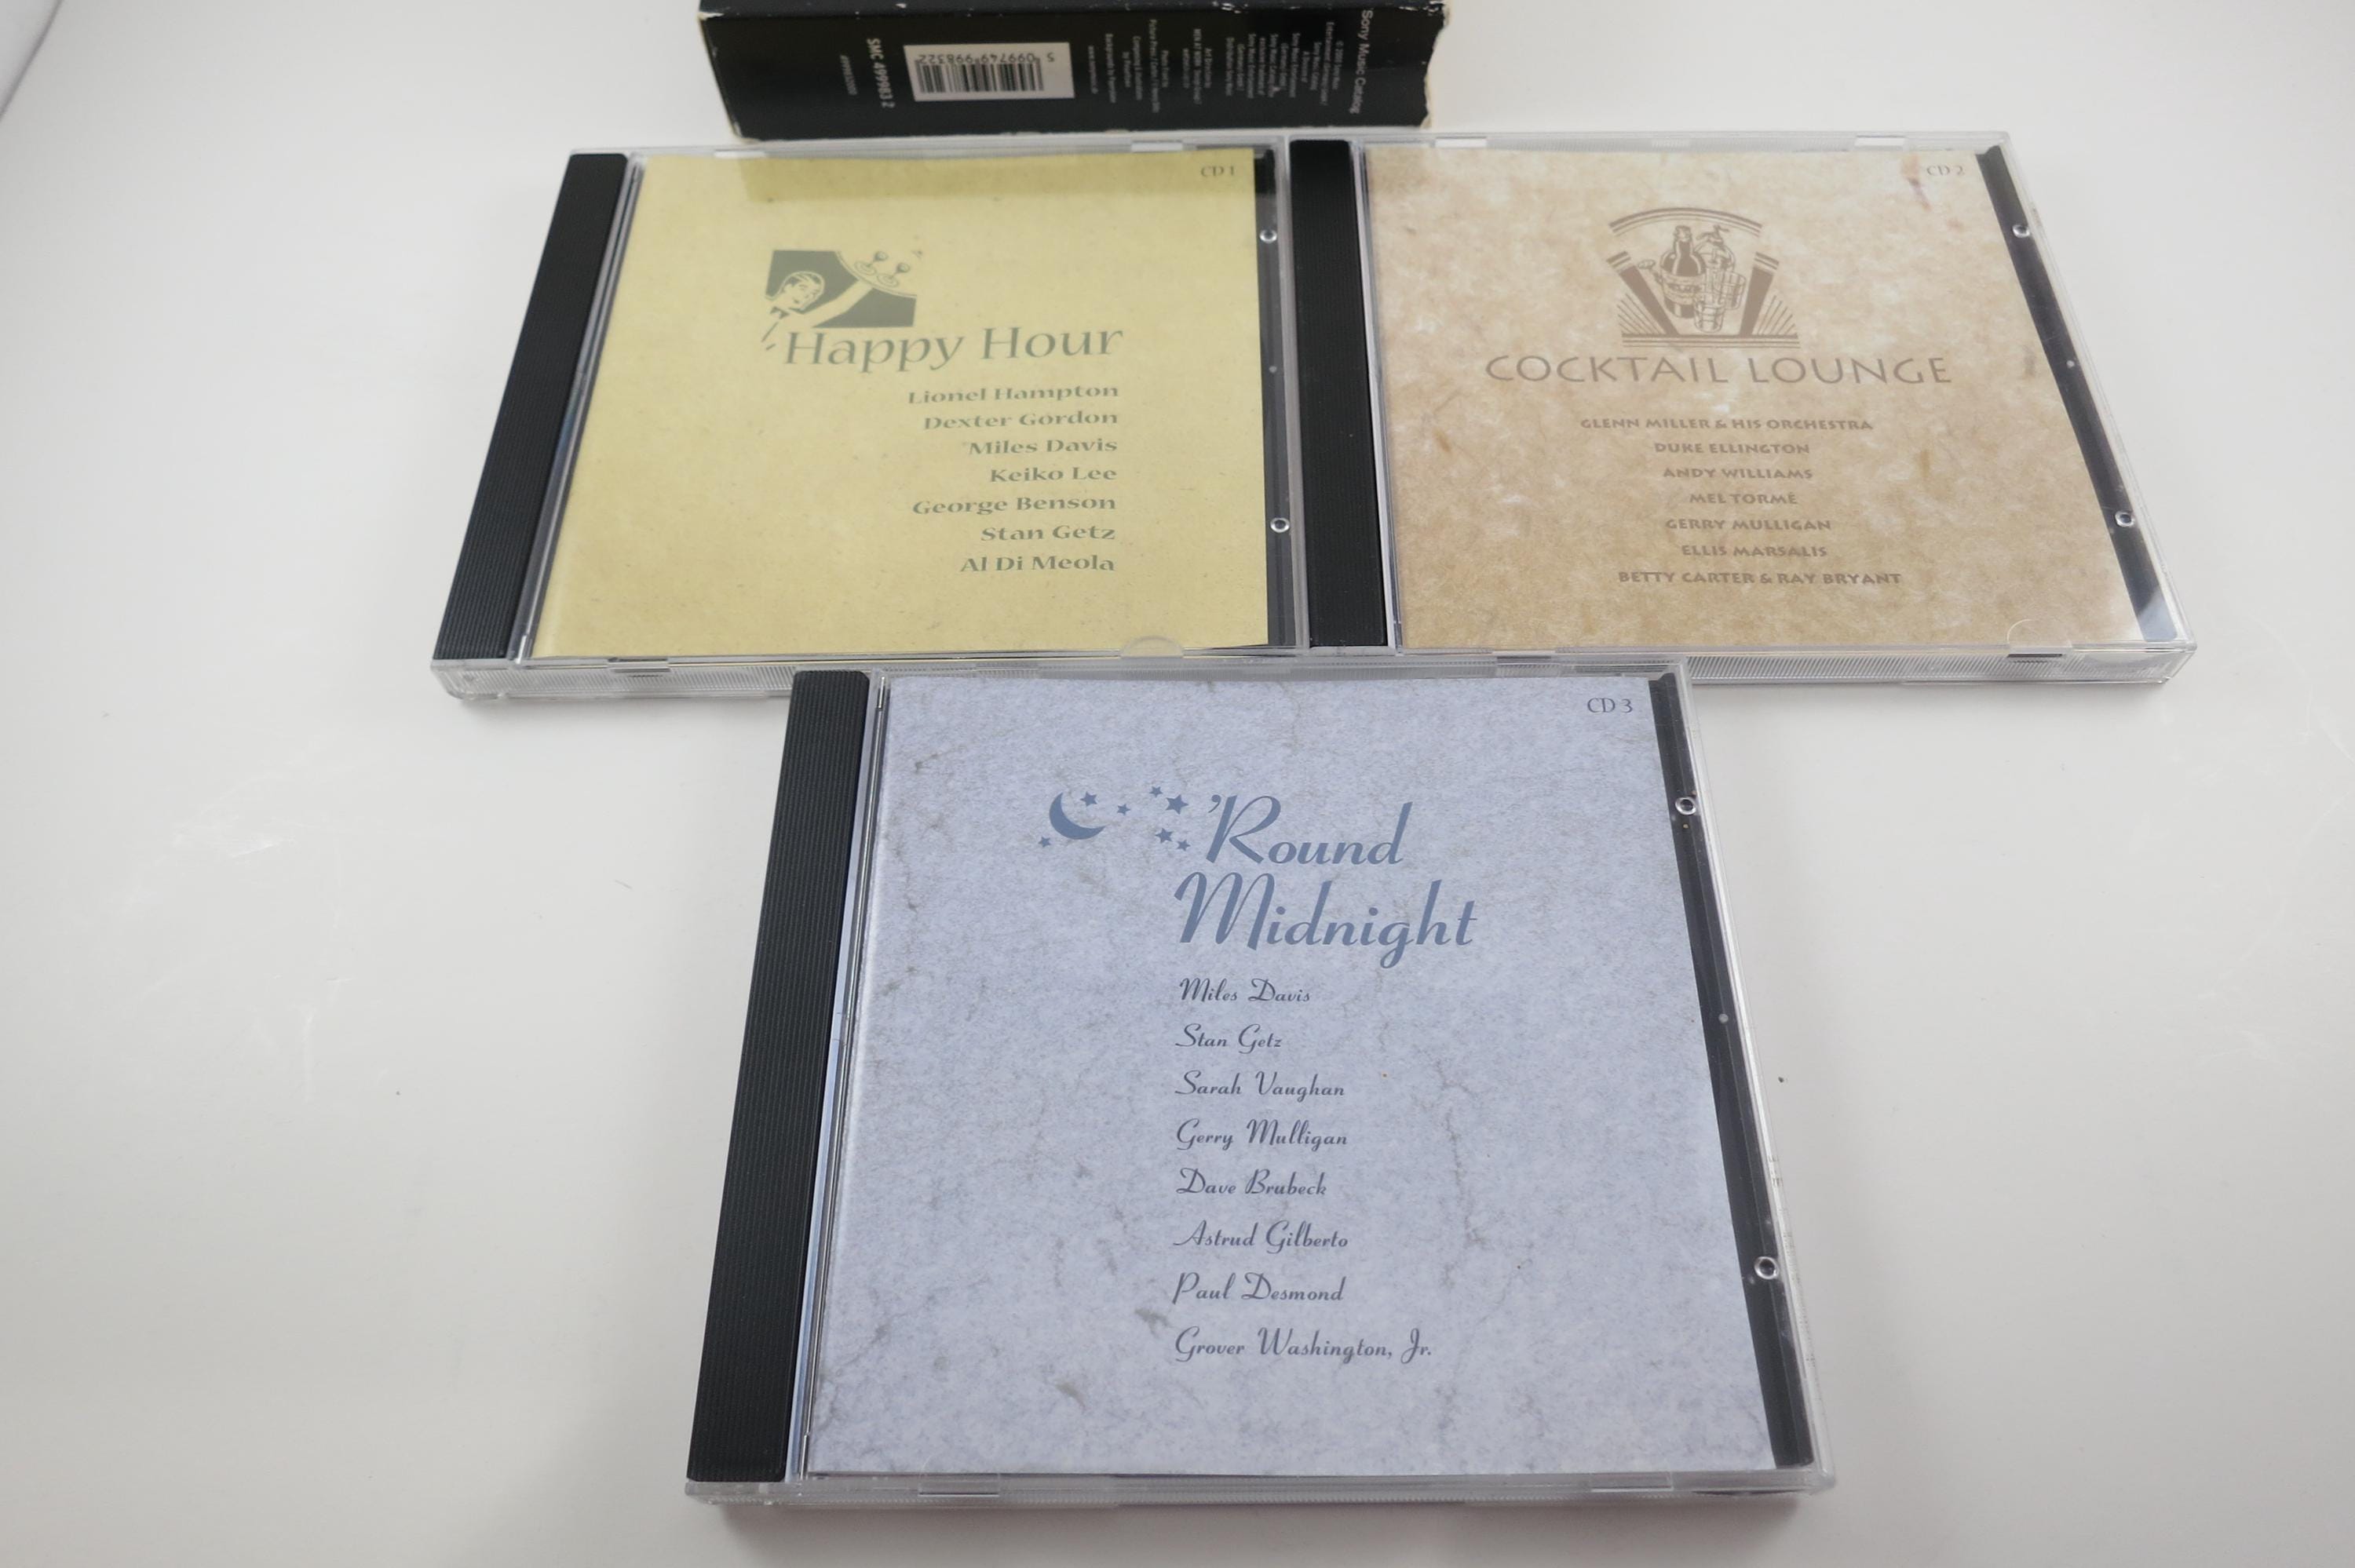 Sony Music Catalog
5 099749 998322
SMC 499983 2
CD 1
Happy Hour
Lionel Hampton
Dexter Gordon
Miles Davis
Keiko Lee
George Benson
Stan Getz
Al Di Meola
CD 2
COCKTAIL LOUNGE
GLENN MILLER & HIS ORCHESTRA
DUKE ELLINGTON
ANDY WILLIAMS
MEL TORMÉ
GERRY MULLIGAN
ELLIS MARSALIS
BETTY CARTER & RAY BRYANT
CD 3
'Round
Midnight
Miles Davis
Stan Getz
Sarah Vaughan
Gerry Mulligan
Dave Brubeck
Astrud Gilberto
Paul Desmond
Grover Washington, Jr.